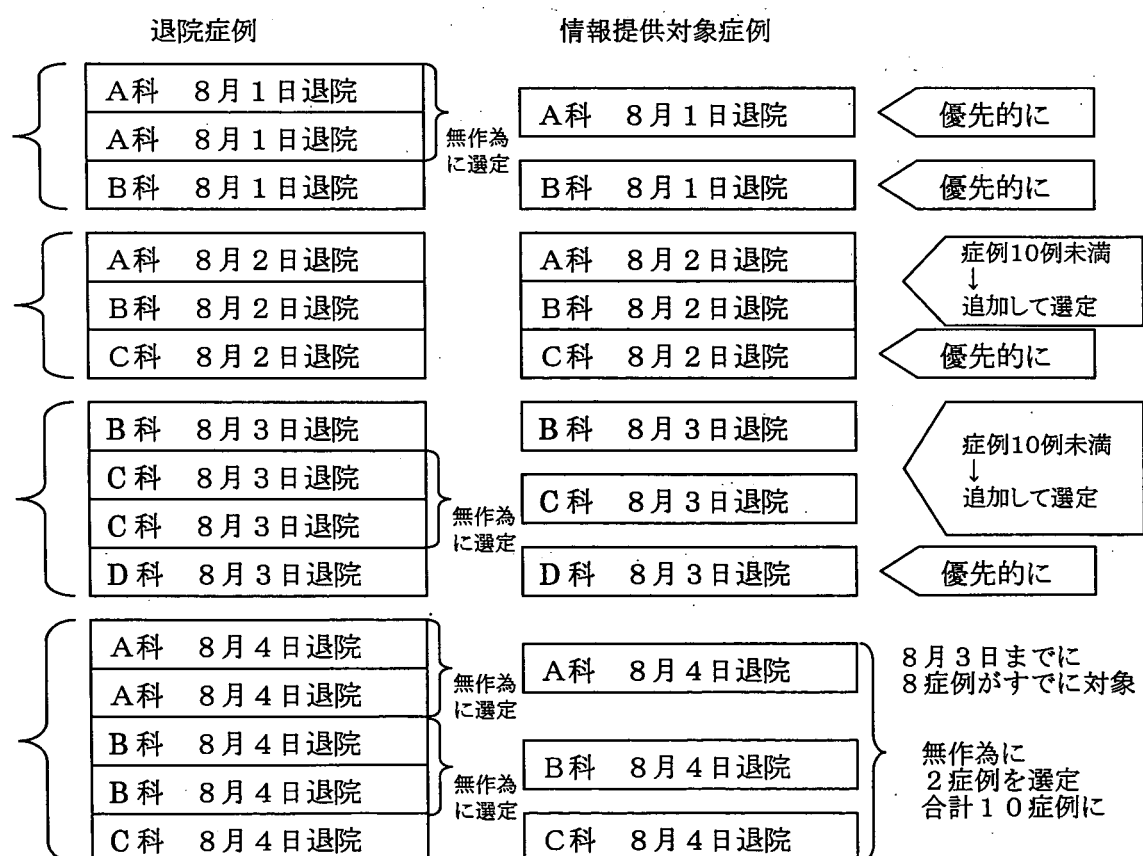 退院症例
情報提供対象症例
A科 8月1日退院
A科 8月1日退院
B科 8月1日退院
無作為
に選定
A科 8月1日退院
B科 8月1日退院
優先的に
優先的に
A科 8月2日退院
B科 8月2日退院
C科 8月2日退院
A科 8月2日退院
B科 8月2日退院
C科 8月2日退院
症例10例未満
↓
追加して選定
優先的に
B科 8月3日退院
C科 8月3日退院
C科 8月3日退院
D科 8月3日退院
無作為
に選定
B科 8月3日退院
C科 8月3日退院
D科 8月3日退院
症例10例未満
↓
追加して選定
優先的に
A科 8月4日退院
A科 8月4日退院
B科 8月4日退院
B科 8月4日退院
C科 8月4日退院
無作為
に選定
無作為
に選定
A科 8月4日退院
B科 8月4日退院
C科 8月4日退院
8月3日までに
8症例がすでに対象
無作為に
2症例を選定
合計10症例に